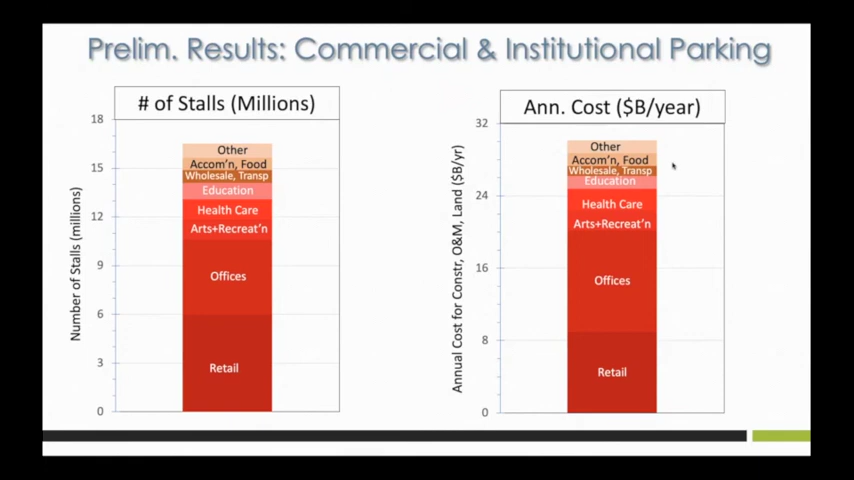 Prelim. Results: Commercial & Institutional Parking
# of Stalls (Millions)
18
15
12
9
6
3
0
Number of Stalls (millions)
Other
Accom'n, Food
Wholesale, Transp
Education
Health Care
Arts+Recreat'n
Offices
Retail
Ann. Cost ($B/year)
32
24
16
8
0
Annual Cost for Constr, O&M, Land ($B/yr)
Other
Accom'n, Food
Wholesale, Transp
Education
Health Care
Arts+Recreat'n
Offices
Retail